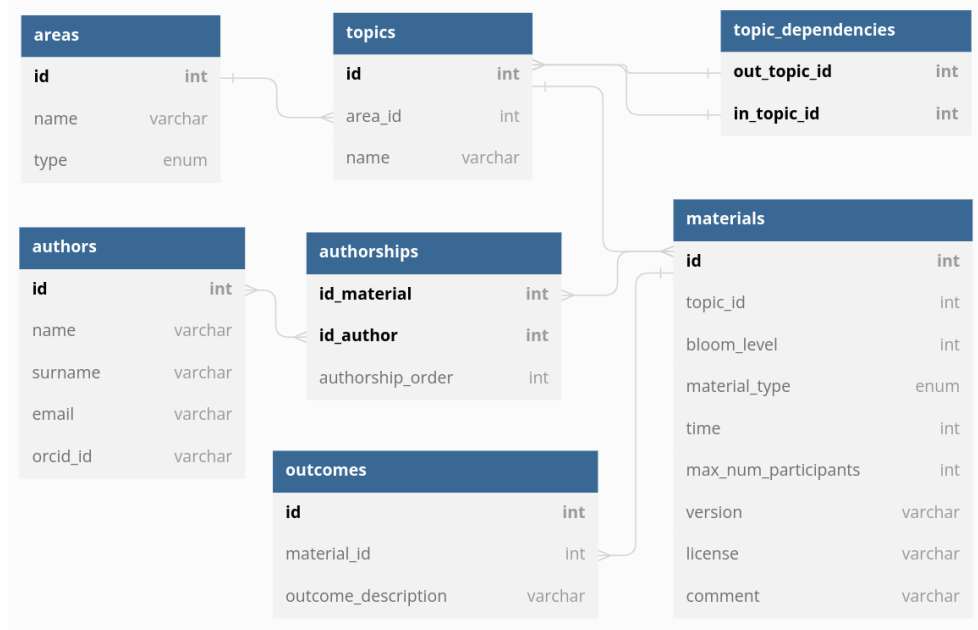 areas
id int
name varchar
type enum
topics
id int
area_id int
name varchar
topic_dependencies
out_topic_id int
in_topic_id int
authors
id int
name varchar
surname varchar
email varchar
orcid_id varchar
authorships
id_material int
id_author int
authorship_order int
materials
id int
topic_id int
bloom_level int
material_type enum
time int
max_num_participants int
version varchar
license varchar
comment varchar
outcomes
id int
material_id int
outcome_description varchar